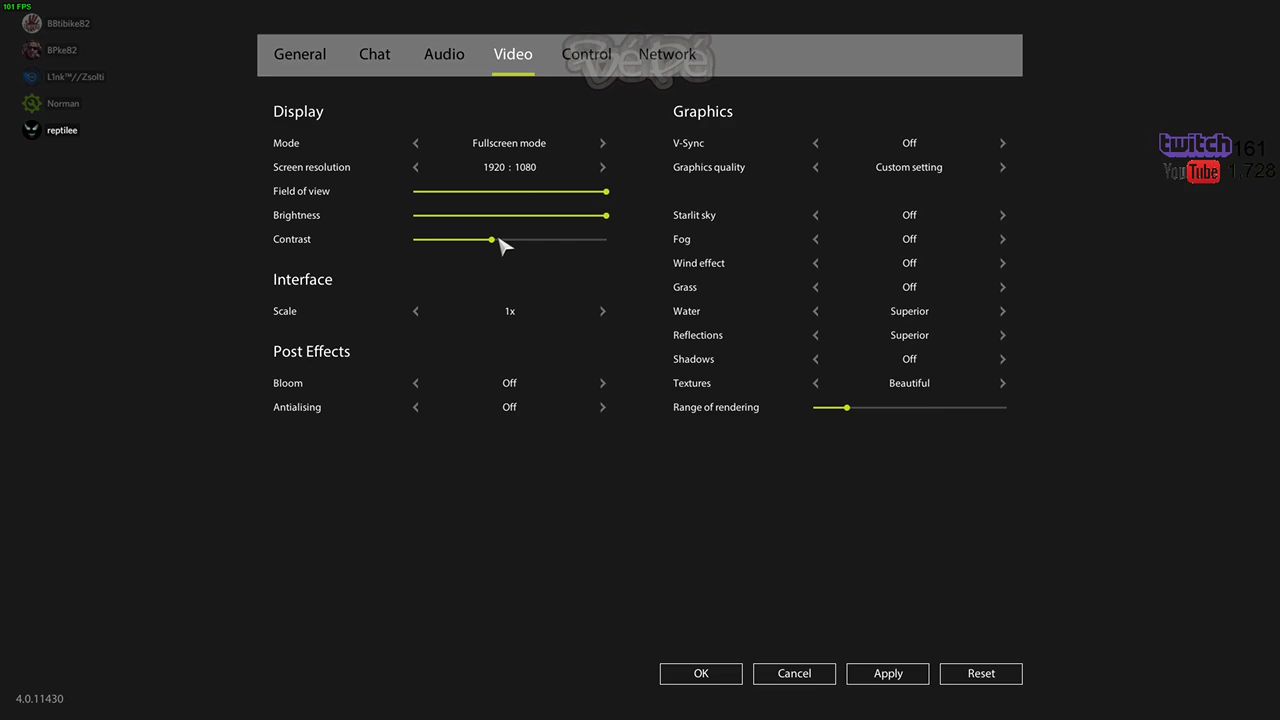 101 FPS
BBtibike82
BPke82
L1nk™//Zsolti
Norman
reptilee
General Chat Audio Video Control Network
VéPé
Display
Mode Fullscreen mode
Screen resolution 1920 : 1080
Field of view
Brightness
Contrast
Interface
Scale 1x
Post Effects
Bloom Off
Antialising Off
Graphics
V-Sync Off
Graphics quality Custom setting
Starlit sky Off
Fog Off
Wind effect Off
Grass Off
Water Superior
Reflections Superior
Shadows Off
Textures Beautiful
Range of rendering
twitch 161
YouTube 1.728
OK Cancel Apply Reset
4.0.11430